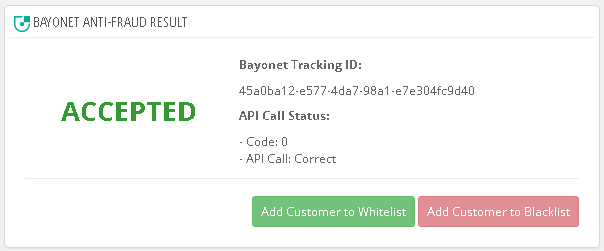 BAYONET ANTI-FRAUD RESULT
ACCEPTED
Bayonet Tracking ID:
45a0ba12-e577-4da7-98a1-e7e304fc9d40
API Call Status:
- Code: 0
- API Call: Correct
Add Customer to Whitelist
Add Customer to Blacklist